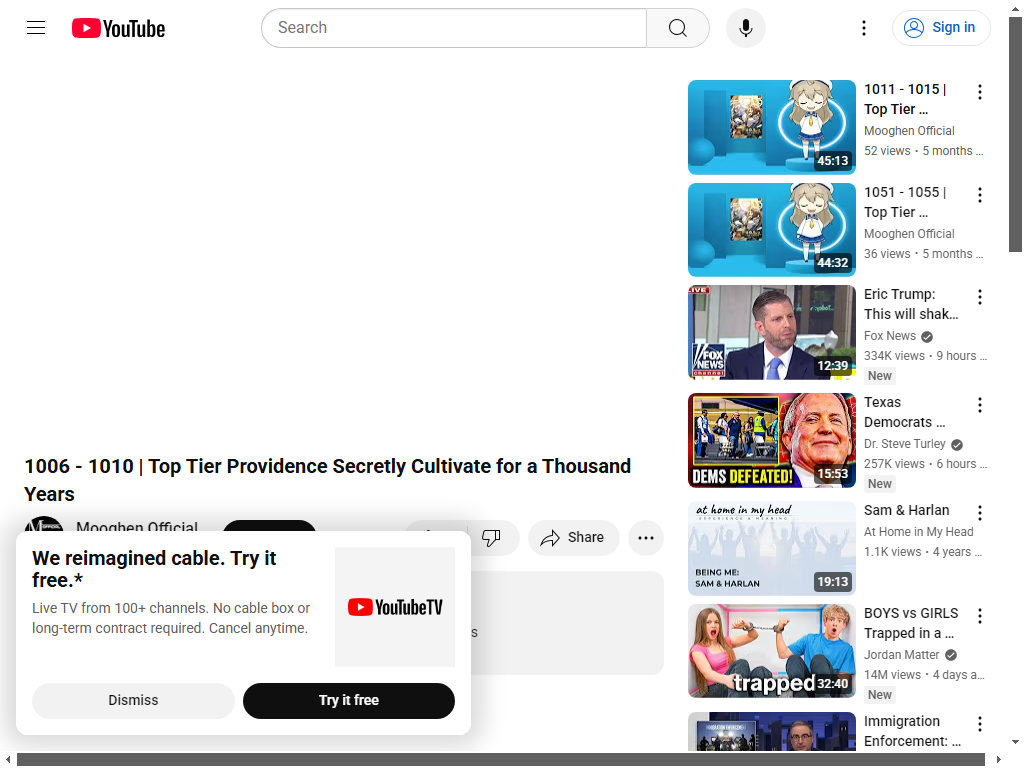 YouTube
Search
Sign in
1006 - 1010 | Top Tier Providence Secretly Cultivate for a Thousand
Years
Mooghen Official
Share
We reimagined cable. Try it
free.*
Live TV from 100+ channels. No cable box or
long-term contract required. Cancel anytime.
YouTubeTV
Dismiss
Try it free
s
45:13
1011 - 1015 |
Top Tier ...
Mooghen Official
52 views • 5 months ...
44:32
1051 - 1055 |
Top Tier ...
Mooghen Official
36 views • 5 months ...
LIVE
FOX
NEWS
channel
12:39
Eric Trump:
This will shak...
Fox News
334K views • 9 hours ...
New
DEMS DEFEATED!
15:53
Texas
Democrats ...
Dr. Steve Turley
257K views • 6 hours ...
New
at home in my head
EXPERIENCE & MEANING
BEING ME:
SAM & HARLAN
19:13
Sam & Harlan
At Home in My Head
1.1K views • 4 years ...
trapped
32:40
BOYS vs GIRLS
Trapped in a ...
Jordan Matter
14M views • 4 days a...
New
Immigration
Enforcement: ...